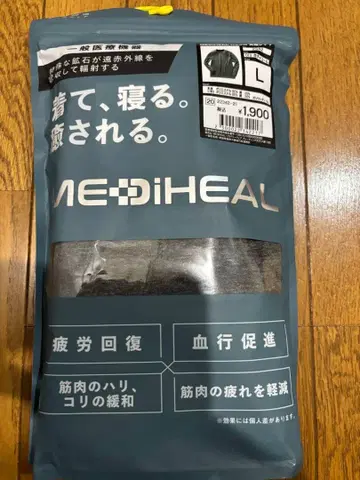 一般医療機器
特殊な鉱石が遠赤外線を
吸収して輻射する
着て、寝る。
癒される。
L
税込 ¥1,900
MEDiHEAL
疲労回復
血行促進
筋肉のハリ、
コリの緩和
筋肉の疲れを軽減
※効果には個人差があります。